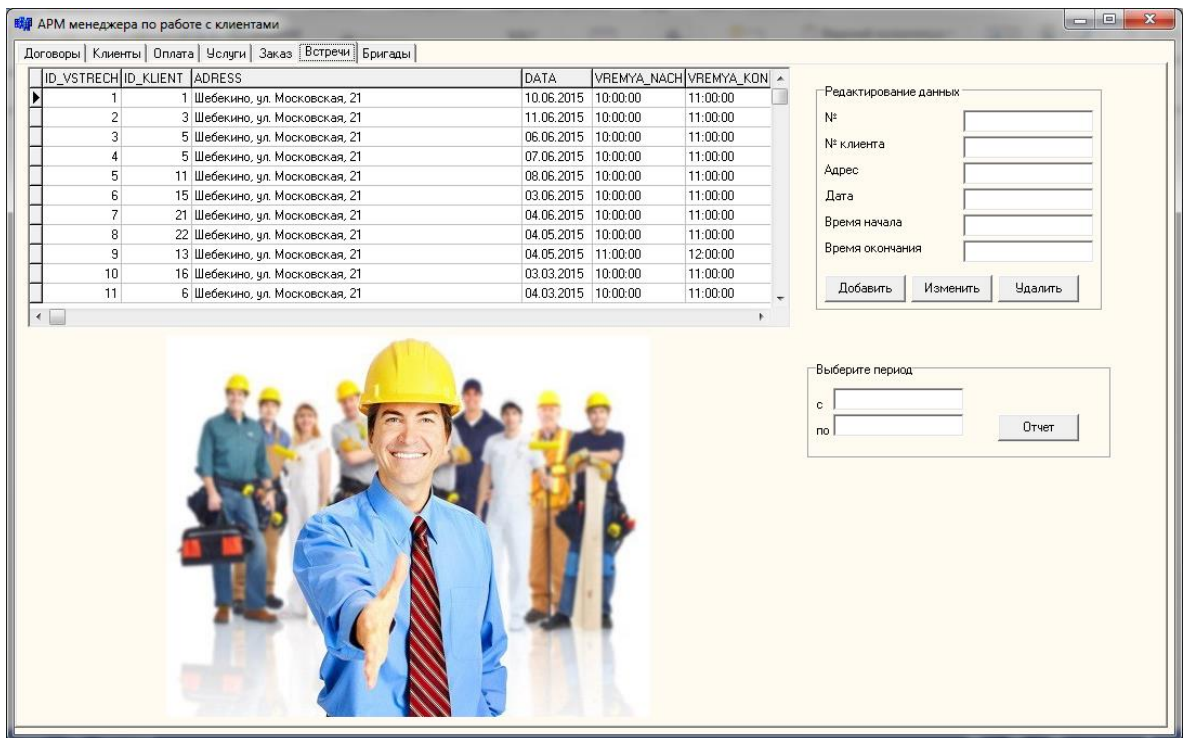 АРМ менеджера по работе с клиентами
Договоры Клиенты Оплата Услуги Заказ Встречи Бригады
ID_VSTRECH ID_KLIENT ADRESS DATA VREMYA_NACH VREMYA_KON
1 1 Шебекино, ул. Московская, 21 10.06.2015 10:00:00 11:00:00
2 3 Шебекино, ул. Московская, 21 11.06.2015 10:00:00 11:00:00
3 5 Шебекино, ул. Московская, 21 06.06.2015 10:00:00 11:00:00
4 5 Шебекино, ул. Московская, 21 07.06.2015 10:00:00 11:00:00
5 11 Шебекино, ул. Московская, 21 08.06.2015 10:00:00 11:00:00
6 15 Шебекино, ул. Московская, 21 03.06.2015 10:00:00 11:00:00
7 21 Шебекино, ул. Московская, 21 04.06.2015 10:00:00 11:00:00
8 22 Шебекино, ул. Московская, 21 04.05.2015 10:00:00 11:00:00
9 13 Шебекино, ул. Московская, 21 04.05.2015 11:00:00 12:00:00
10 16 Шебекино, ул. Московская, 21 03.03.2015 10:00:00 11:00:00
11 6 Шебекино, ул. Московская, 21 04.03.2015 10:00:00 11:00:00
Редактирование данных
№
№ клиента
Адрес
Дата
Время начала
Время окончания
Добавить Изменить Удалить
Выберите период
с
по
Отчет